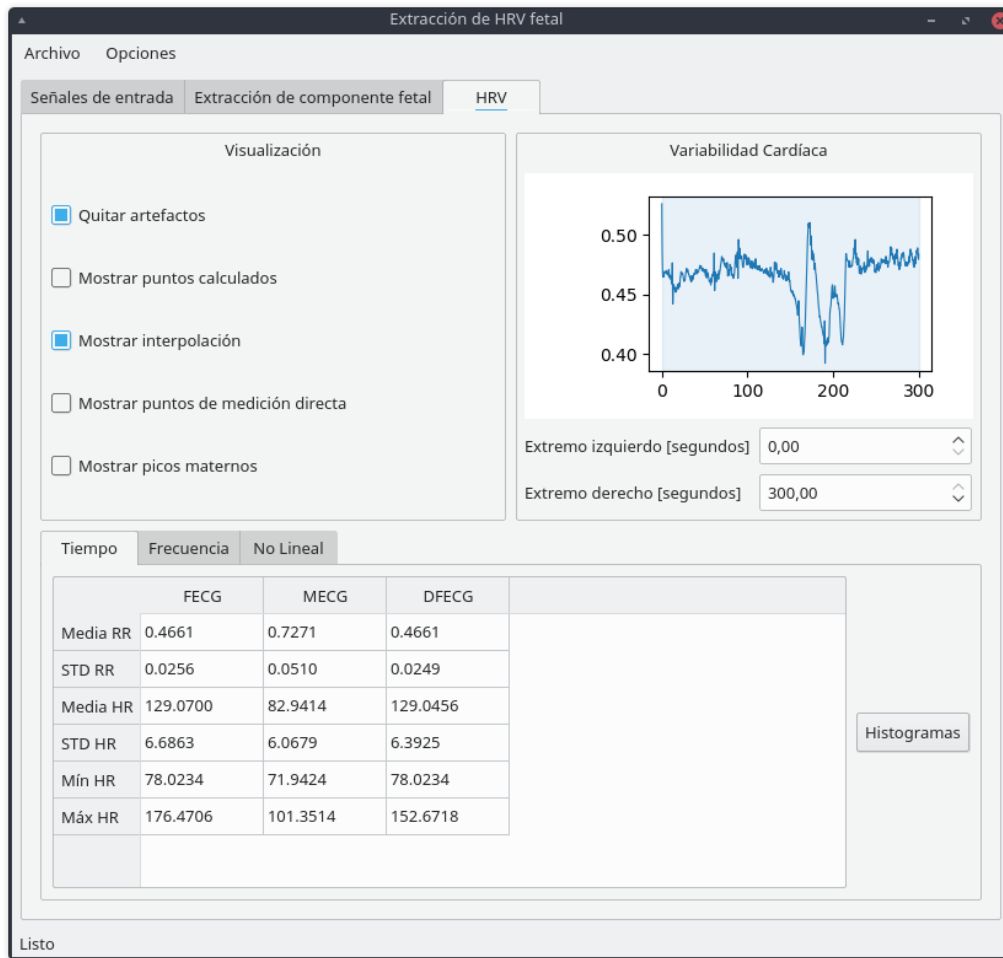 Extracción de HRV fetal
Archivo Opciones
Señales de entrada Extracción de componente fetal HRV
Visualización
Quitar artefactos
Mostrar puntos calculados
Mostrar interpolación
Mostrar puntos de medición directa
Mostrar picos maternos
Variabilidad Cardíaca
0.50
0.45
0.40
0 100 200 300
Extremo izquierdo [segundos] 0,00
Extremo derecho [segundos] 300,00
Tiempo Frecuencia No Lineal
FECG MECG DFECG
Media RR 0.4661 0.7271 0.4661
STD RR 0.0256 0.0510 0.0249
Media HR 129.0700 82.9414 129.0456
STD HR 6.6863 6.0679 6.3925
Mín HR 78.0234 71.9424 78.0234
Máx HR 176.4706 101.3514 152.6718
Histogramas
Listo